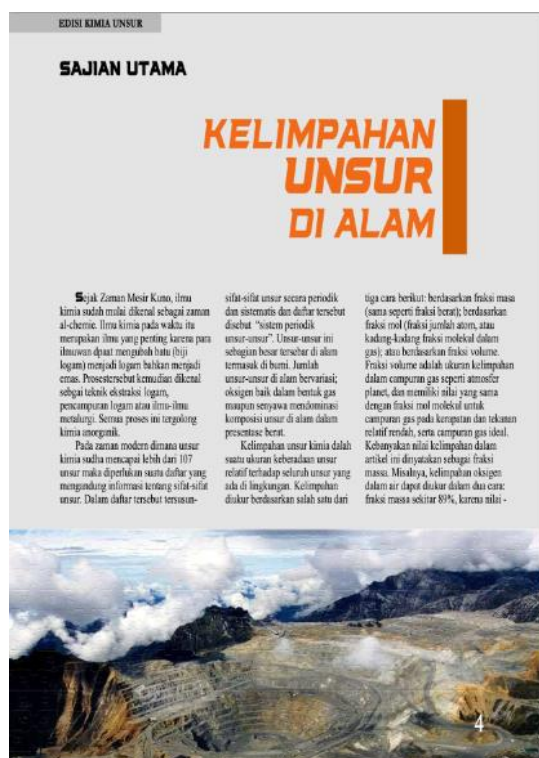 EDISI KIMIA UNSUR
SAJIAN UTAMA
KELIMPAHAN
UNSUR
DI ALAM
Sejak Zaman Mesir Kuno, ilmu
kimia sudah mulai dikenal sebagai zaman
al-chemie. Ilmu kimia pada waktu itu
merupakan ilmu yang penting karena para
ilmuwan dpaat mengubah batu (biji
logam) menjadi logam bahkan menjadi
emas. Prosestersebut kemudian dikenal
sebgai teknik ekstraksi logam,
pencampuran logam atau ilmu-ilmu
metalurgi. Semua proses ini tergolong
kimia anorganik.
Pada zaman modern dimana unsur
kimia sudha mencapai lebih dari 107
unsur maka diperlukan suatu daftar yang
mengandung informasi tentang sifat-sifat
unsur. Dalam daftar tersebut tersusun-
sifat-sifat unsur secara periodik
dan sistematis dan daftar tersebut
disebut "sistem periodik
unsur-unsur". Unsur-unsur ini
sebagian besar tersebar di alam
termasak di bumi. Jumlah
unsur-unsur di alam bervariasi;
oksigen baik dalam bentuk gas
maupun senyawa mendominasi
komposisi unsur di alam dalam
presentase berat.
Kelimpahan unsur kimia dalah
suatu ukuran keberadaan unsur
relatif terhadap seluruh unsur yang
ada di lingkungan. Kelimpahan
diukur berdasarkan salah satu dari
tiga cara berikut: berdasarkan fraksi masa
(sama seperti fraksi berat); berdasarkan
fraksi mol (fraksi jumlah atom, atau
kadang-kadang fraksi molekal dalam
gas); atau berdasarkan fraksi volume.
Fraksi volume adalah ukuran kelimpahan
dalam campuran gas seperti atmosfer
planet, dan memiliki nilai yang sama
dengan fraksi mol molekul untuk
campuran gas pada kerapatan dan tekanan
relatif rendah, serta campuran gas ideal.
Kebanyakan nilai kelimpahan dalam
artikel ini dinyatakan sebagai fraksi
massa. Misalnya, kelimpahan oksigen
dalam air dapat diukur dalam dua cara:
fraksi massa sekitar 89%, karena nilai -
4